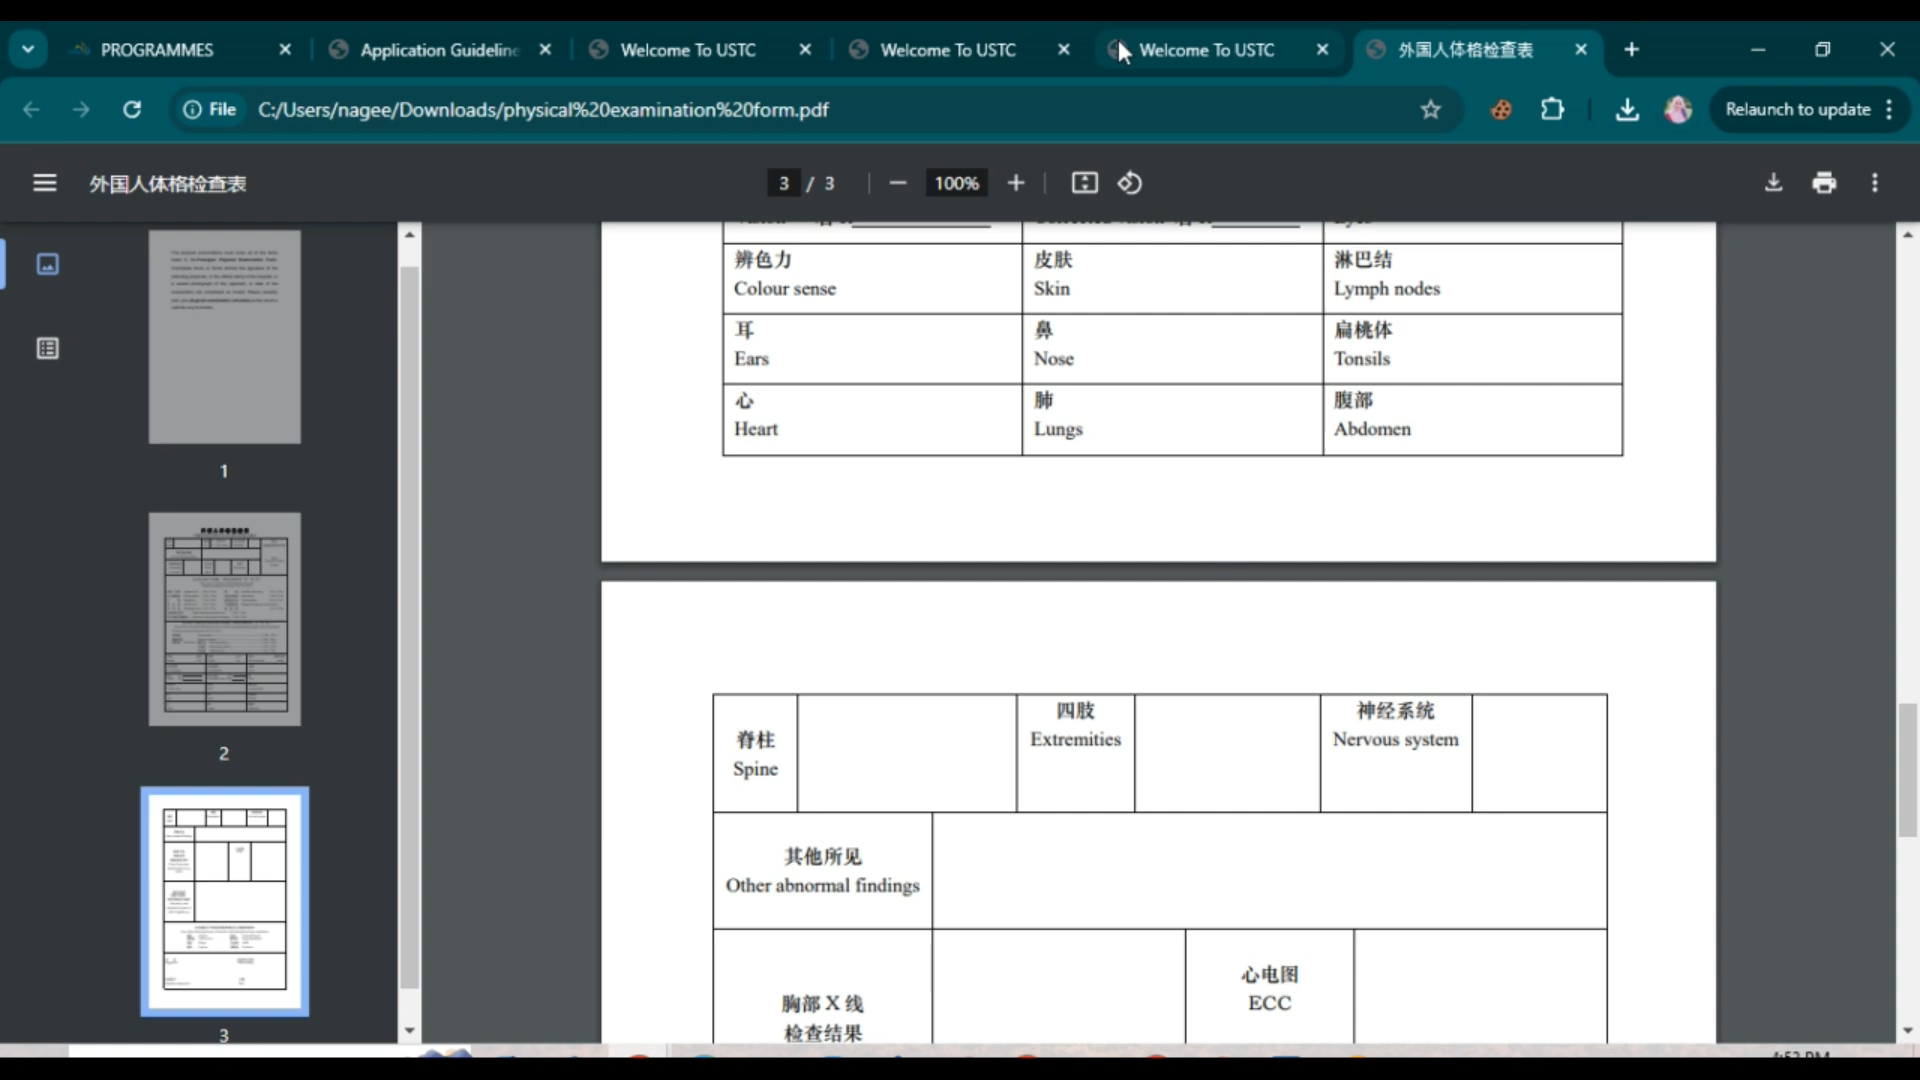 PROGRAMMES
Application Guideline
Welcome To USTC
Welcome To USTC
Welcome To USTC
外国人体格检查表
File
C:/Users/nagee/Downloads/physical%20examination%20form.pdf
Relaunch to update
外国人体格检查表
3 / 3
100%
辨色力
Colour sense
皮肤
Skin
淋巴结
Lymph nodes
耳
Ears
鼻
Nose
扁桃体
Tonsils
心
Heart
肺
Lungs
腹部
Abdomen
脊柱
Spine
四肢
Extremities
神经系统
Nervous system
其他所见
Other abnormal findings
胸部 X 线
检查结果
心电图
ECC
1
2
3